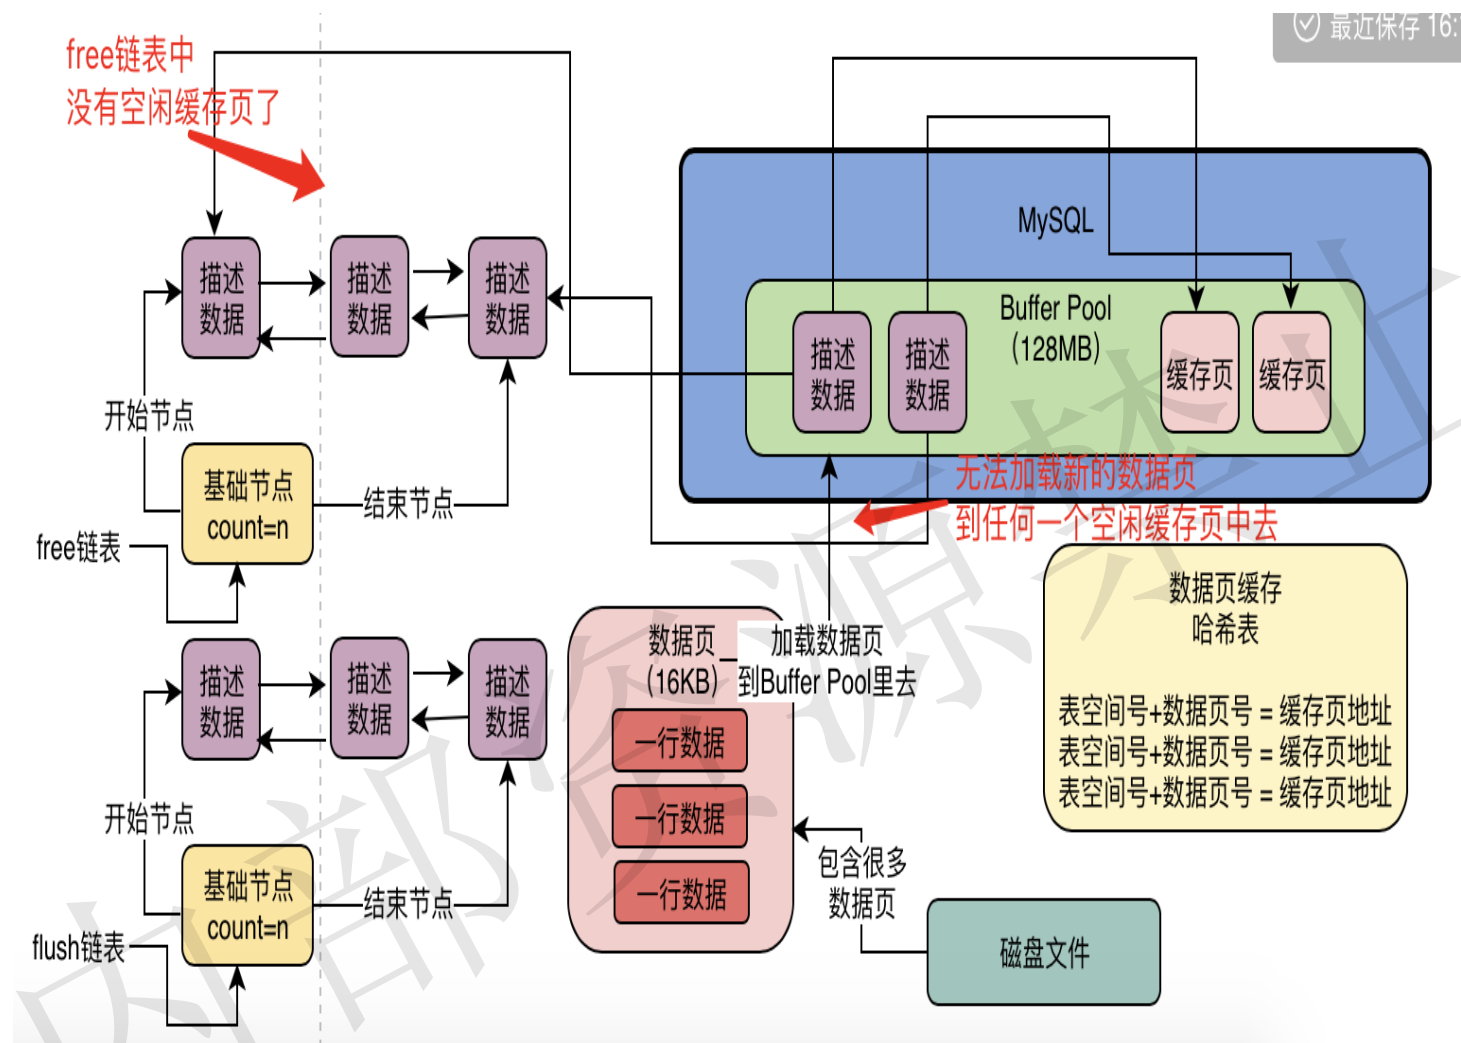 最近保存 16:
free链表中
没有空闲缓存页了
MySQL
Buffer Pool
（128MB）
描述
数据
描述
数据
描述
数据
描述
数据
描述
数据
缓存页
缓存页
开始节点
基础节点
count=n
结束节点
free链表
无法加载新的数据页
到任何一个空闲缓存页中去
数据页缓存
哈希表
表空间号+数据页号 = 缓存页地址
表空间号+数据页号 = 缓存页地址
表空间号+数据页号 = 缓存页地址
描述
数据
描述
数据
描述
数据
数据页
（16KB）
加载数据页
到Buffer Pool里去
一行数据
一行数据
一行数据
开始节点
基础节点
count=n
结束节点
flush链表
包含很多
数据页
磁盘文件
内部资源禁止